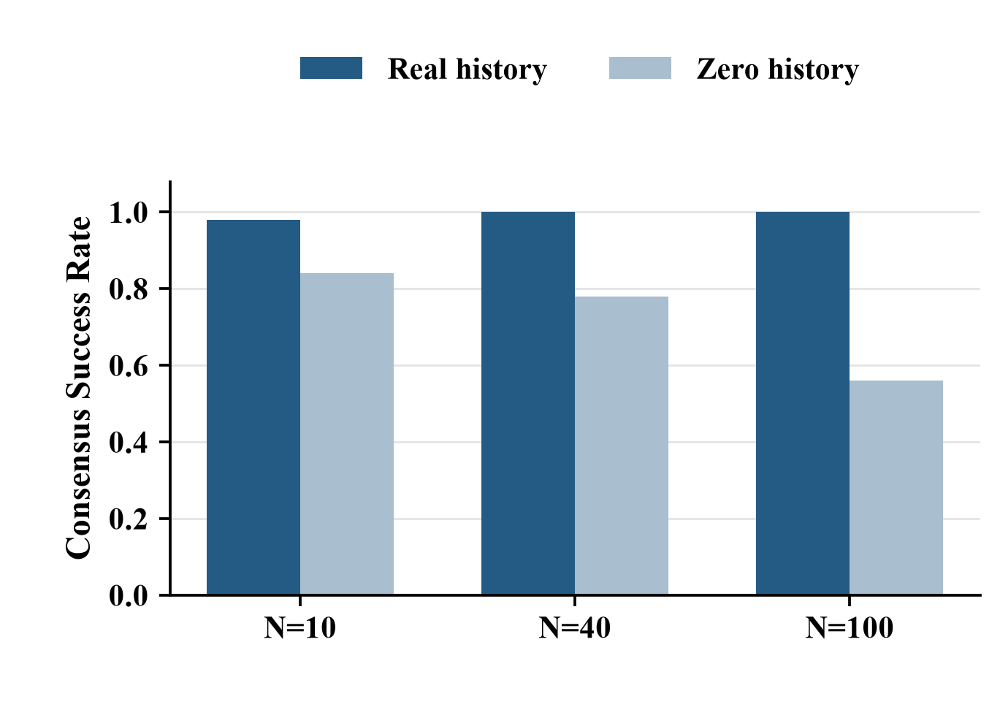 Real history
Zero history
Consensus Success Rate
1.0
0.8
0.6
0.4
0.2
0.0
N=10
N=40
N=100